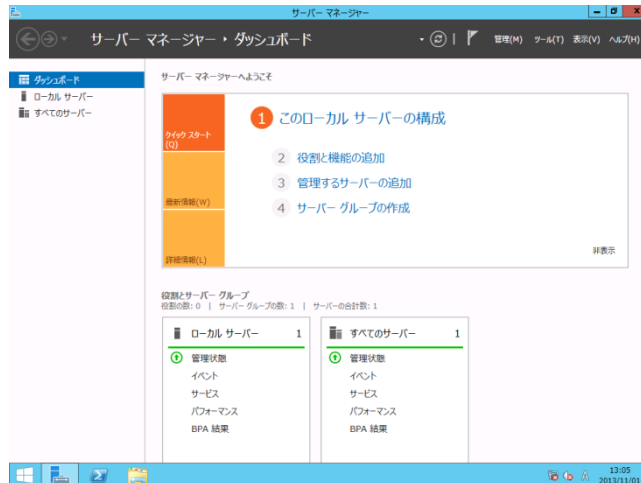 サーバー マネージャー
サーバー マネージャー・ダッシュボード
管理(M) ツール(T) 表示(V) ヘルプ(H)
ダッシュボード
ローカル サーバー
すべてのサーバー
サーバー マネージャーへようこそ
クイック スタート(Q)
最新情報(W)
詳細情報(L)
1 このローカル サーバーの構成
2 役割と機能の追加
3 管理するサーバーの追加
4 サーバー グループの作成
非表示
役割とサーバー グループ
役割の数: 0 | サーバー グループの数: 1 | サーバーの合計数: 1
ローカル サーバー 1
管理状態
イベント
サービス
パフォーマンス
BPA 結果
すべてのサーバー 1
管理状態
イベント
サービス
パフォーマンス
BPA 結果
A
13:05
2013/11/01